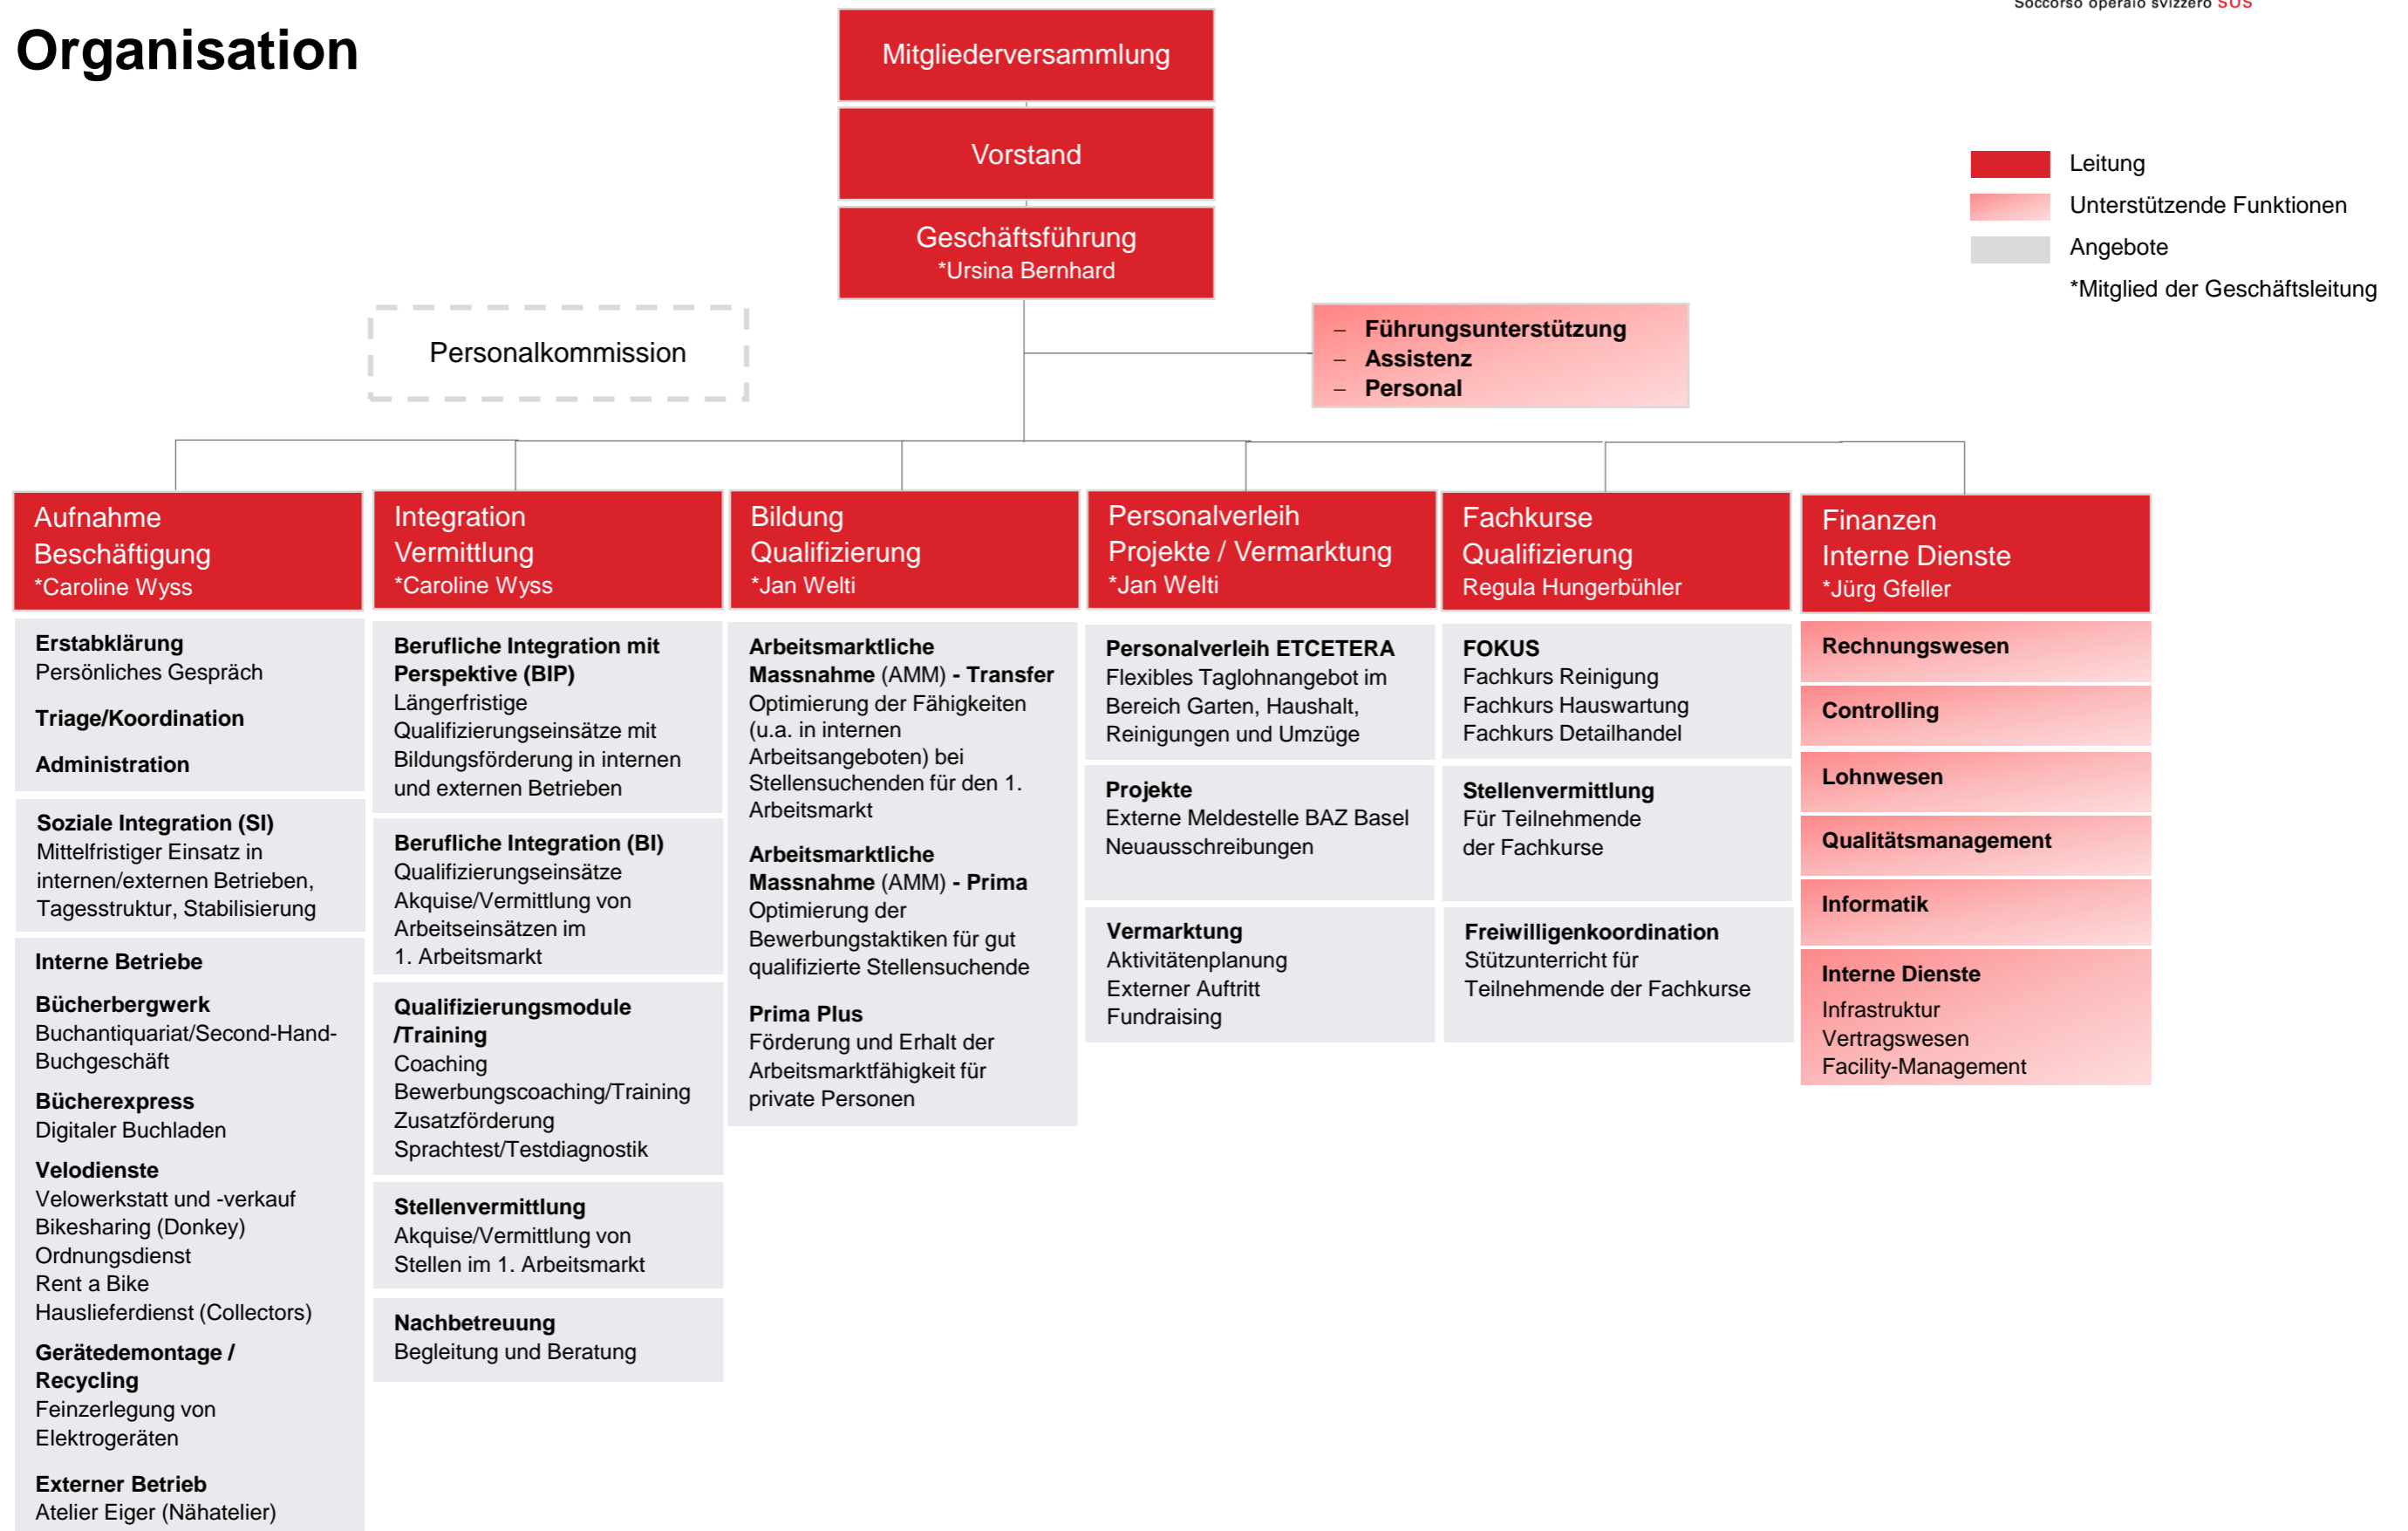 Soccorso operaio svizzero SOS
Organisation
Mitgliederversammlung
Vorstand
Geschäftsführung
*Ursina Bernhard
Leitung
Unterstützende Funktionen
Angebote
*Mitglied der Geschäftsleitung
Personalkommission
– Führungsunterstützung
– Assistenz
– Personal
Aufnahme
Beschäftigung
*Caroline Wyss
Erstabklärung
Persönliches Gespräch
Triage/Koordination
Administration
Soziale Integration (SI)
Mittelfristiger Einsatz in
internen/externen Betrieben,
Tagesstruktur, Stabilisierung
Interne Betriebe
Bücherbergwerk
Buchantiquariat/Second-Hand-
Buchgeschäft
Bücherexpress
Digitaler Buchladen
Velodienste
Velowerkstatt und -verkauf
Bikesharing (Donkey)
Ordnungsdienst
Rent a Bike
Hauslieferdienst (Collectors)
Gerätedemontage /
Recycling
Feinzerlegung von
Elektrogeräten
Externer Betrieb
Atelier Eiger (Nähatelier)
Integration
Vermittlung
*Caroline Wyss
Berufliche Integration mit
Perspektive (BIP)
Längerfristige
Qualifizierungseinsätze mit
Bildungsförderung in internen
und externen Betrieben
Berufliche Integration (BI)
Qualifizierungseinsätze
Akquise/Vermittlung von
Arbeitseinsätzen im
1. Arbeitsmarkt
Qualifizierungsmodule
/Training
Coaching
Bewerbungscoaching/Training
Zusatzförderung
Sprachtest/Testdiagnostik
Stellenvermittlung
Akquise/Vermittlung von
Stellen im 1. Arbeitsmarkt
Nachbetreuung
Begleitung und Beratung
Bildung
Qualifizierung
*Jan Welti
Arbeitsmarktliche
Massnahme (AMM) - Transfer
Optimierung der Fähigkeiten
(u.a. in internen
Arbeitsangeboten) bei
Stellensuchenden für den 1.
Arbeitsmarkt
Arbeitsmarktliche
Massnahme (AMM) - Prima
Optimierung der
Bewerbungstaktiken für gut
qualifizierte Stellensuchende
Prima Plus
Förderung und Erhalt der
Arbeitsmarktfähigkeit für
private Personen
Personalverleih
Projekte / Vermarktung
*Jan Welti
Personalverleih ETCETERA
Flexibles Taglohnangebot im
Bereich Garten, Haushalt,
Reinigungen und Umzüge
Projekte
Externe Meldestelle BAZ Basel
Neuausschreibungen
Vermarktung
Aktivitätenplanung
Externer Auftritt
Fundraising
Fachkurse
Qualifizierung
Regula Hungerbühler
FOKUS
Fachkurs Reinigung
Fachkurs Hauswartung
Fachkurs Detailhandel
Stellenvermittlung
Für Teilnehmende
der Fachkurse
Freiwilligenkoordination
Stützunterricht für
Teilnehmende der Fachkurse
Finanzen
Interne Dienste
*Jürg Gfeller
Rechnungswesen
Controlling
Lohnwesen
Qualitätsmanagement
Informatik
Interne Dienste
Infrastruktur
Vertragswesen
Facility-Management